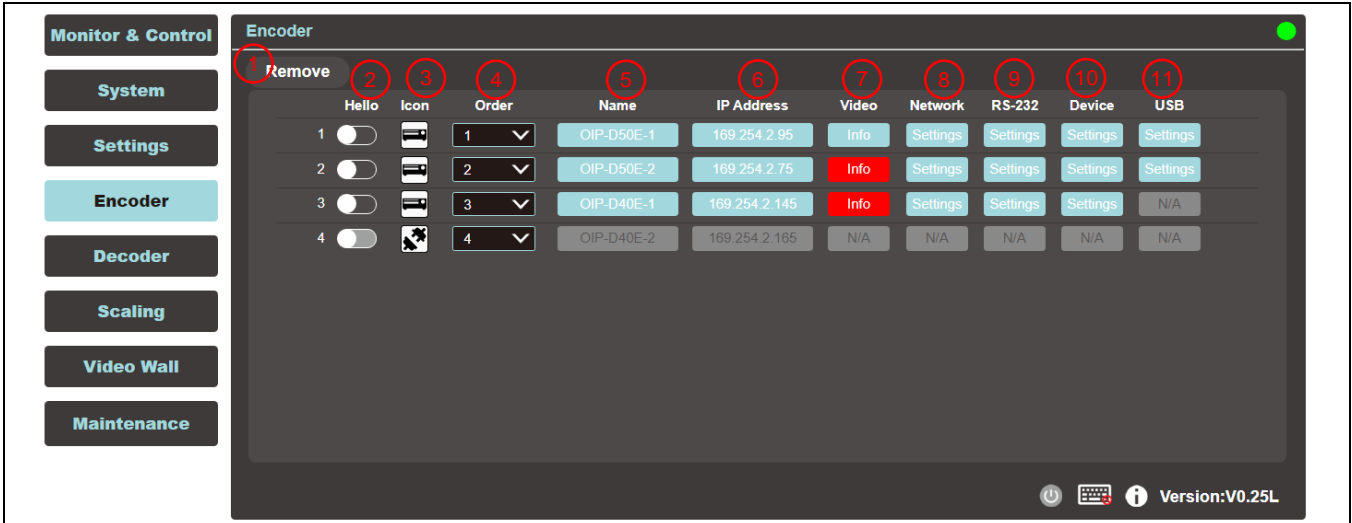 Monitor & Control
System
Settings
Encoder
Decoder
Scaling
Video Wall
Maintenance
Encoder
1 Remove
2 3 4 5 6 7 8 9 10 11
Hello Icon Order Name IP Address Video Network RS-232 Device USB
1 1 OIP-D50E-1 169.254.2.95 Info Settings Settings Settings Settings
2 2 OIP-D50E-2 169.254.2.75 Info Settings Settings Settings Settings
3 3 OIP-D40E-1 169.254.2.145 Info Settings Settings Settings N/A
4 4 OIP-D40E-2 169.254.2.165 N/A N/A N/A N/A N/A
Version:V0.25L